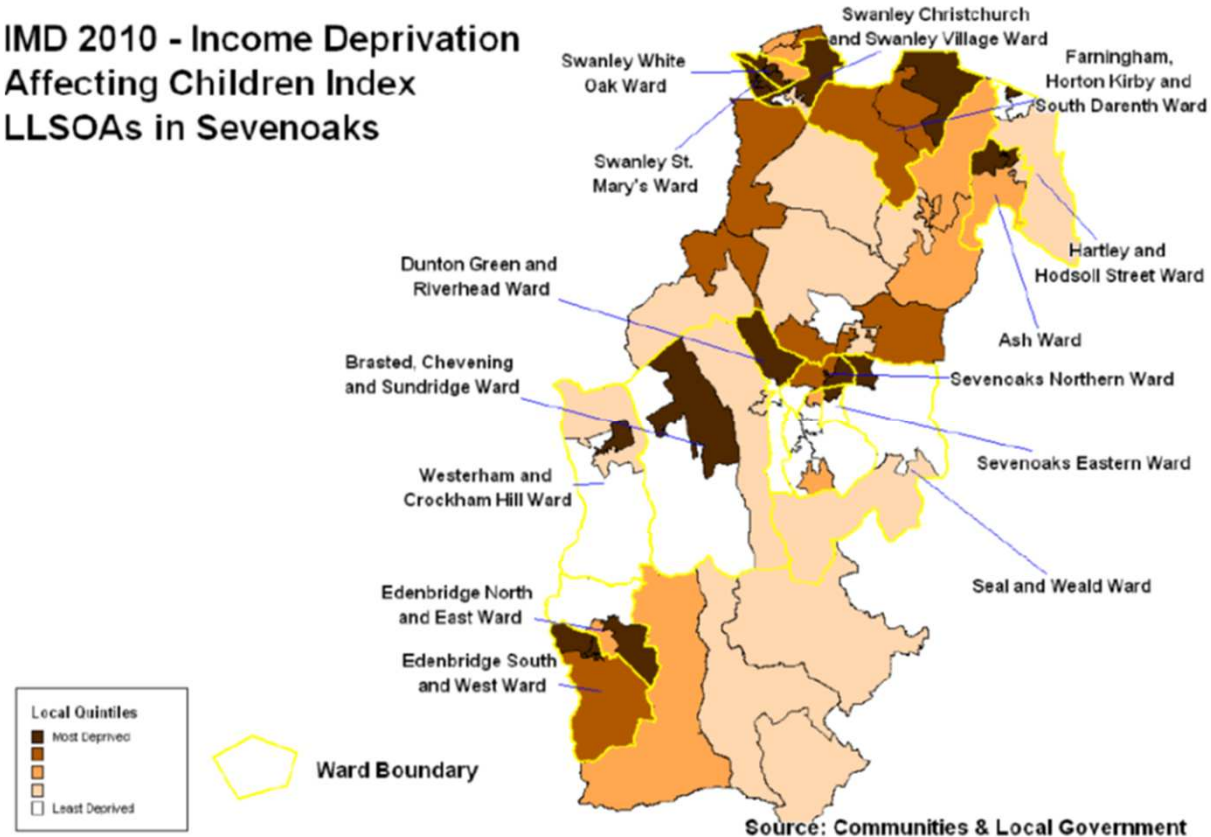 IMD 2010 - Income Deprivation
Affecting Children Index
LLSOAs in Sevenoaks
Swanley Christchurch
and Swanley Village Ward
Swanley White
Oak Ward
Farningham,
Horton Kirby and
South Darenth Ward
Swanley St.
Mary's Ward
Hartley and
Hodsoll Street Ward
Dunton Green and
Riverhead Ward
Ash Ward
Brasted, Chevening
and Sundridge Ward
Sevenoaks Northern Ward
Sevenoaks Eastern Ward
Westerham and
Crockham Hill Ward
Seal and Weald Ward
Edenbridge North
and East Ward
Edenbridge South
and West Ward
Local Quintiles
Most Deprived
Least Deprived
Ward Boundary
Source: Communities & Local Government